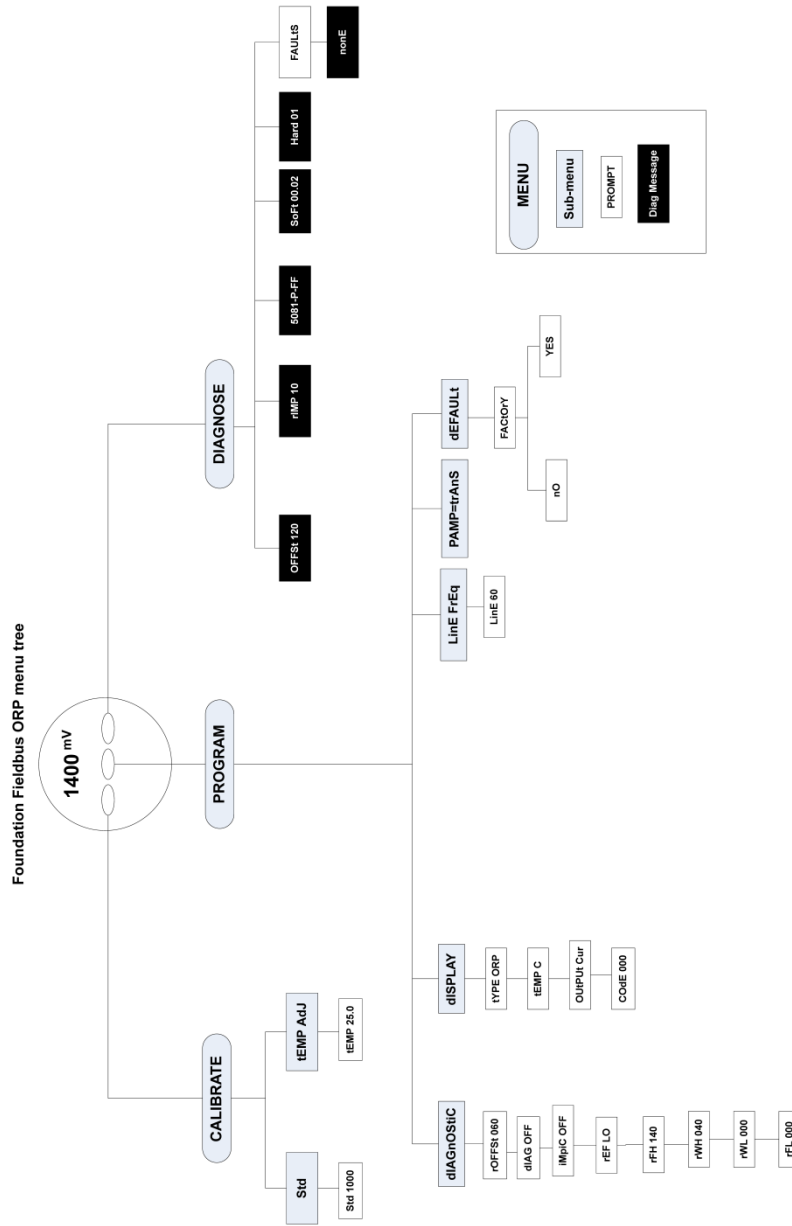 Foundation Fieldbus ORP menu tree
1400 mV
CALIBRATE
PROGRAM
DIAGNOSE
Std
tEMP AdJ
Std 1000
tEMP 25.0
OFFSt 120
rIMP 10
5081-P-FF
SoFt 00.02
Hard 01
FAULtS
nonE
dIAGnOStiC
dISPLAY
LinE FrEq
PAMP=trAnS
dEFAULt
rOFFSt 060
dIAG OFF
iMpiC OFF
rEF LO
rFH 140
rWH 040
rWL 000
rFL 000
tYPE ORP
tEMP C
OUtPUt Cur
COdE 000
LinE 60
FACtOrY
nO
YES
MENU
Sub-menu
PROMPT
Diag Message